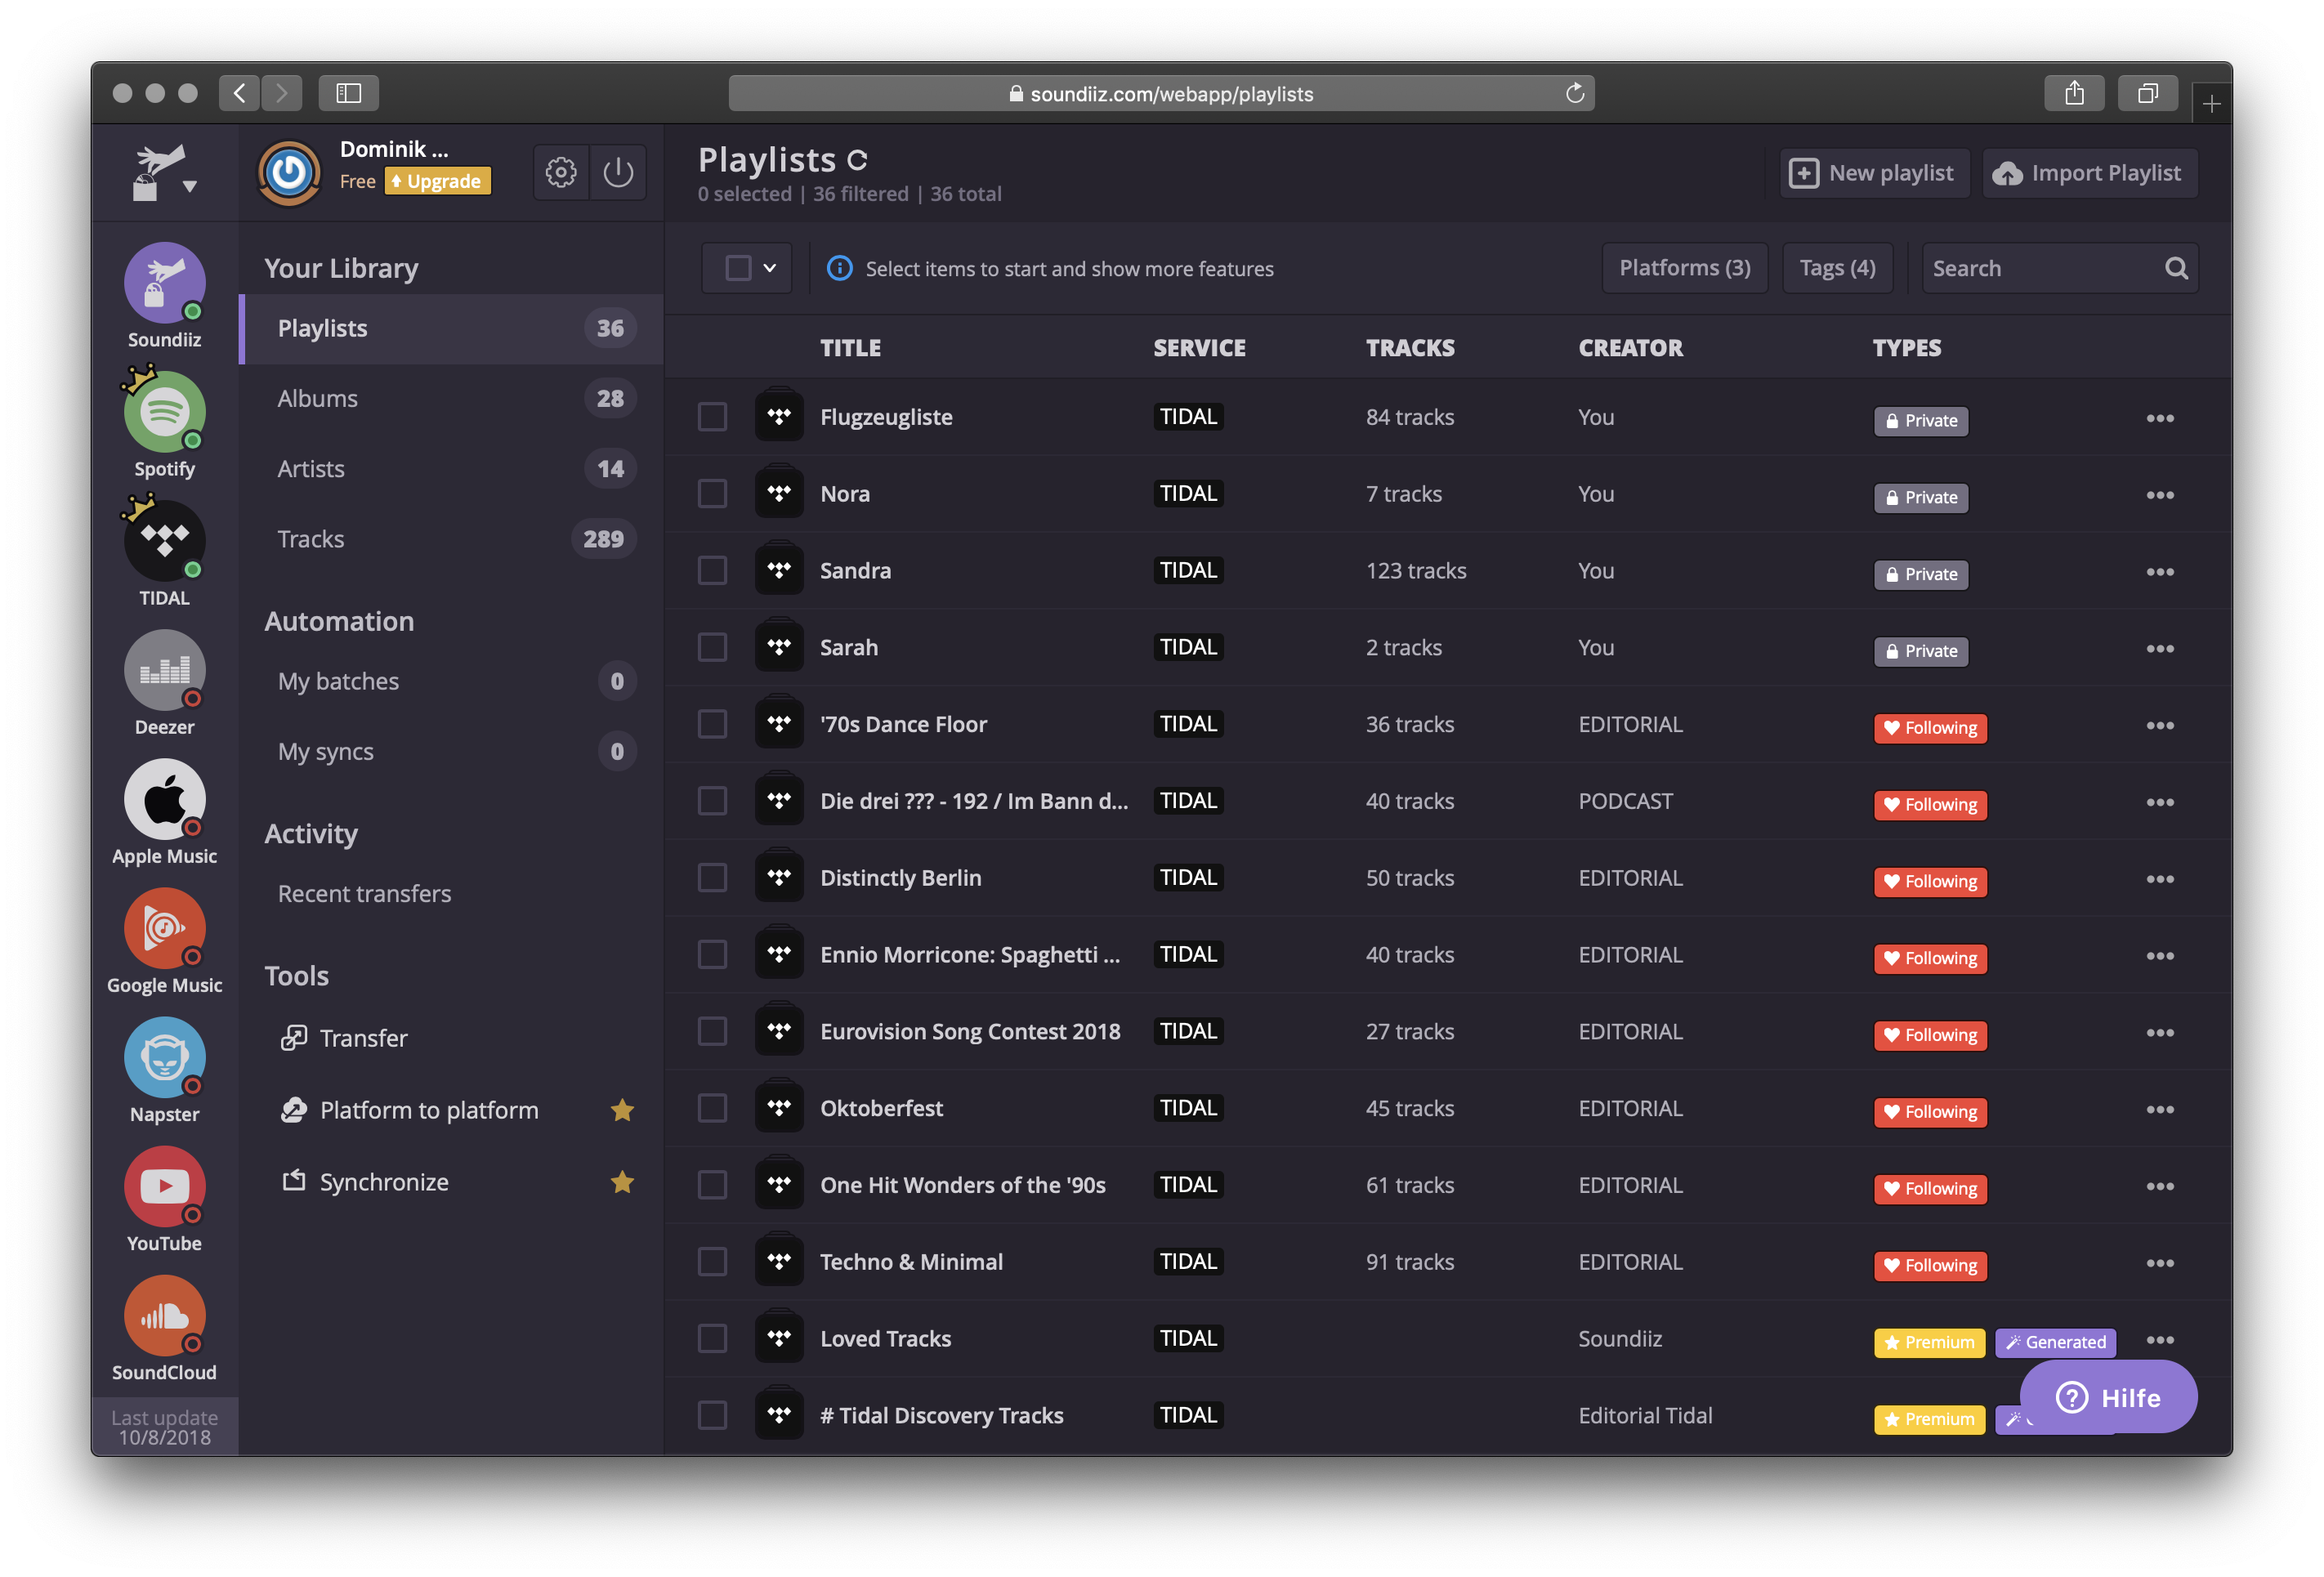 soundiiz.com/webapp/playlists
Dominik ...
Free Upgrade
Playlists
0 selected | 36 filtered | 36 total
New playlist
Import Playlist
Soundiiz
Spotify
TIDAL
Deezer
Apple Music
Google Music
Napster
YouTube
SoundCloud
Last update
10/8/2018
Your Library
Playlists 36
Albums 28
Artists 14
Tracks 289
Automation
My batches 0
My syncs 0
Activity
Recent transfers
Tools
Transfer
Platform to platform
Synchronize
Select items to start and show more features
Platforms (3)
Tags (4)
Search
TITLE SERVICE TRACKS CREATOR TYPES
Flugzeugliste TIDAL 84 tracks You Private
Nora TIDAL 7 tracks You Private
Sandra TIDAL 123 tracks You Private
Sarah TIDAL 2 tracks You Private
'70s Dance Floor TIDAL 36 tracks EDITORIAL Following
Die drei ??? - 192 / Im Bann d... TIDAL 40 tracks PODCAST Following
Distinctly Berlin TIDAL 50 tracks EDITORIAL Following
Ennio Morricone: Spaghetti ... TIDAL 40 tracks EDITORIAL Following
Eurovision Song Contest 2018 TIDAL 27 tracks EDITORIAL Following
Oktoberfest TIDAL 45 tracks EDITORIAL Following
One Hit Wonders of the '90s TIDAL 61 tracks EDITORIAL Following
Techno & Minimal TIDAL 91 tracks EDITORIAL Following
Loved Tracks TIDAL Soundiiz Premium Generated
# Tidal Discovery Tracks TIDAL Editorial Tidal Premium
Hilfe